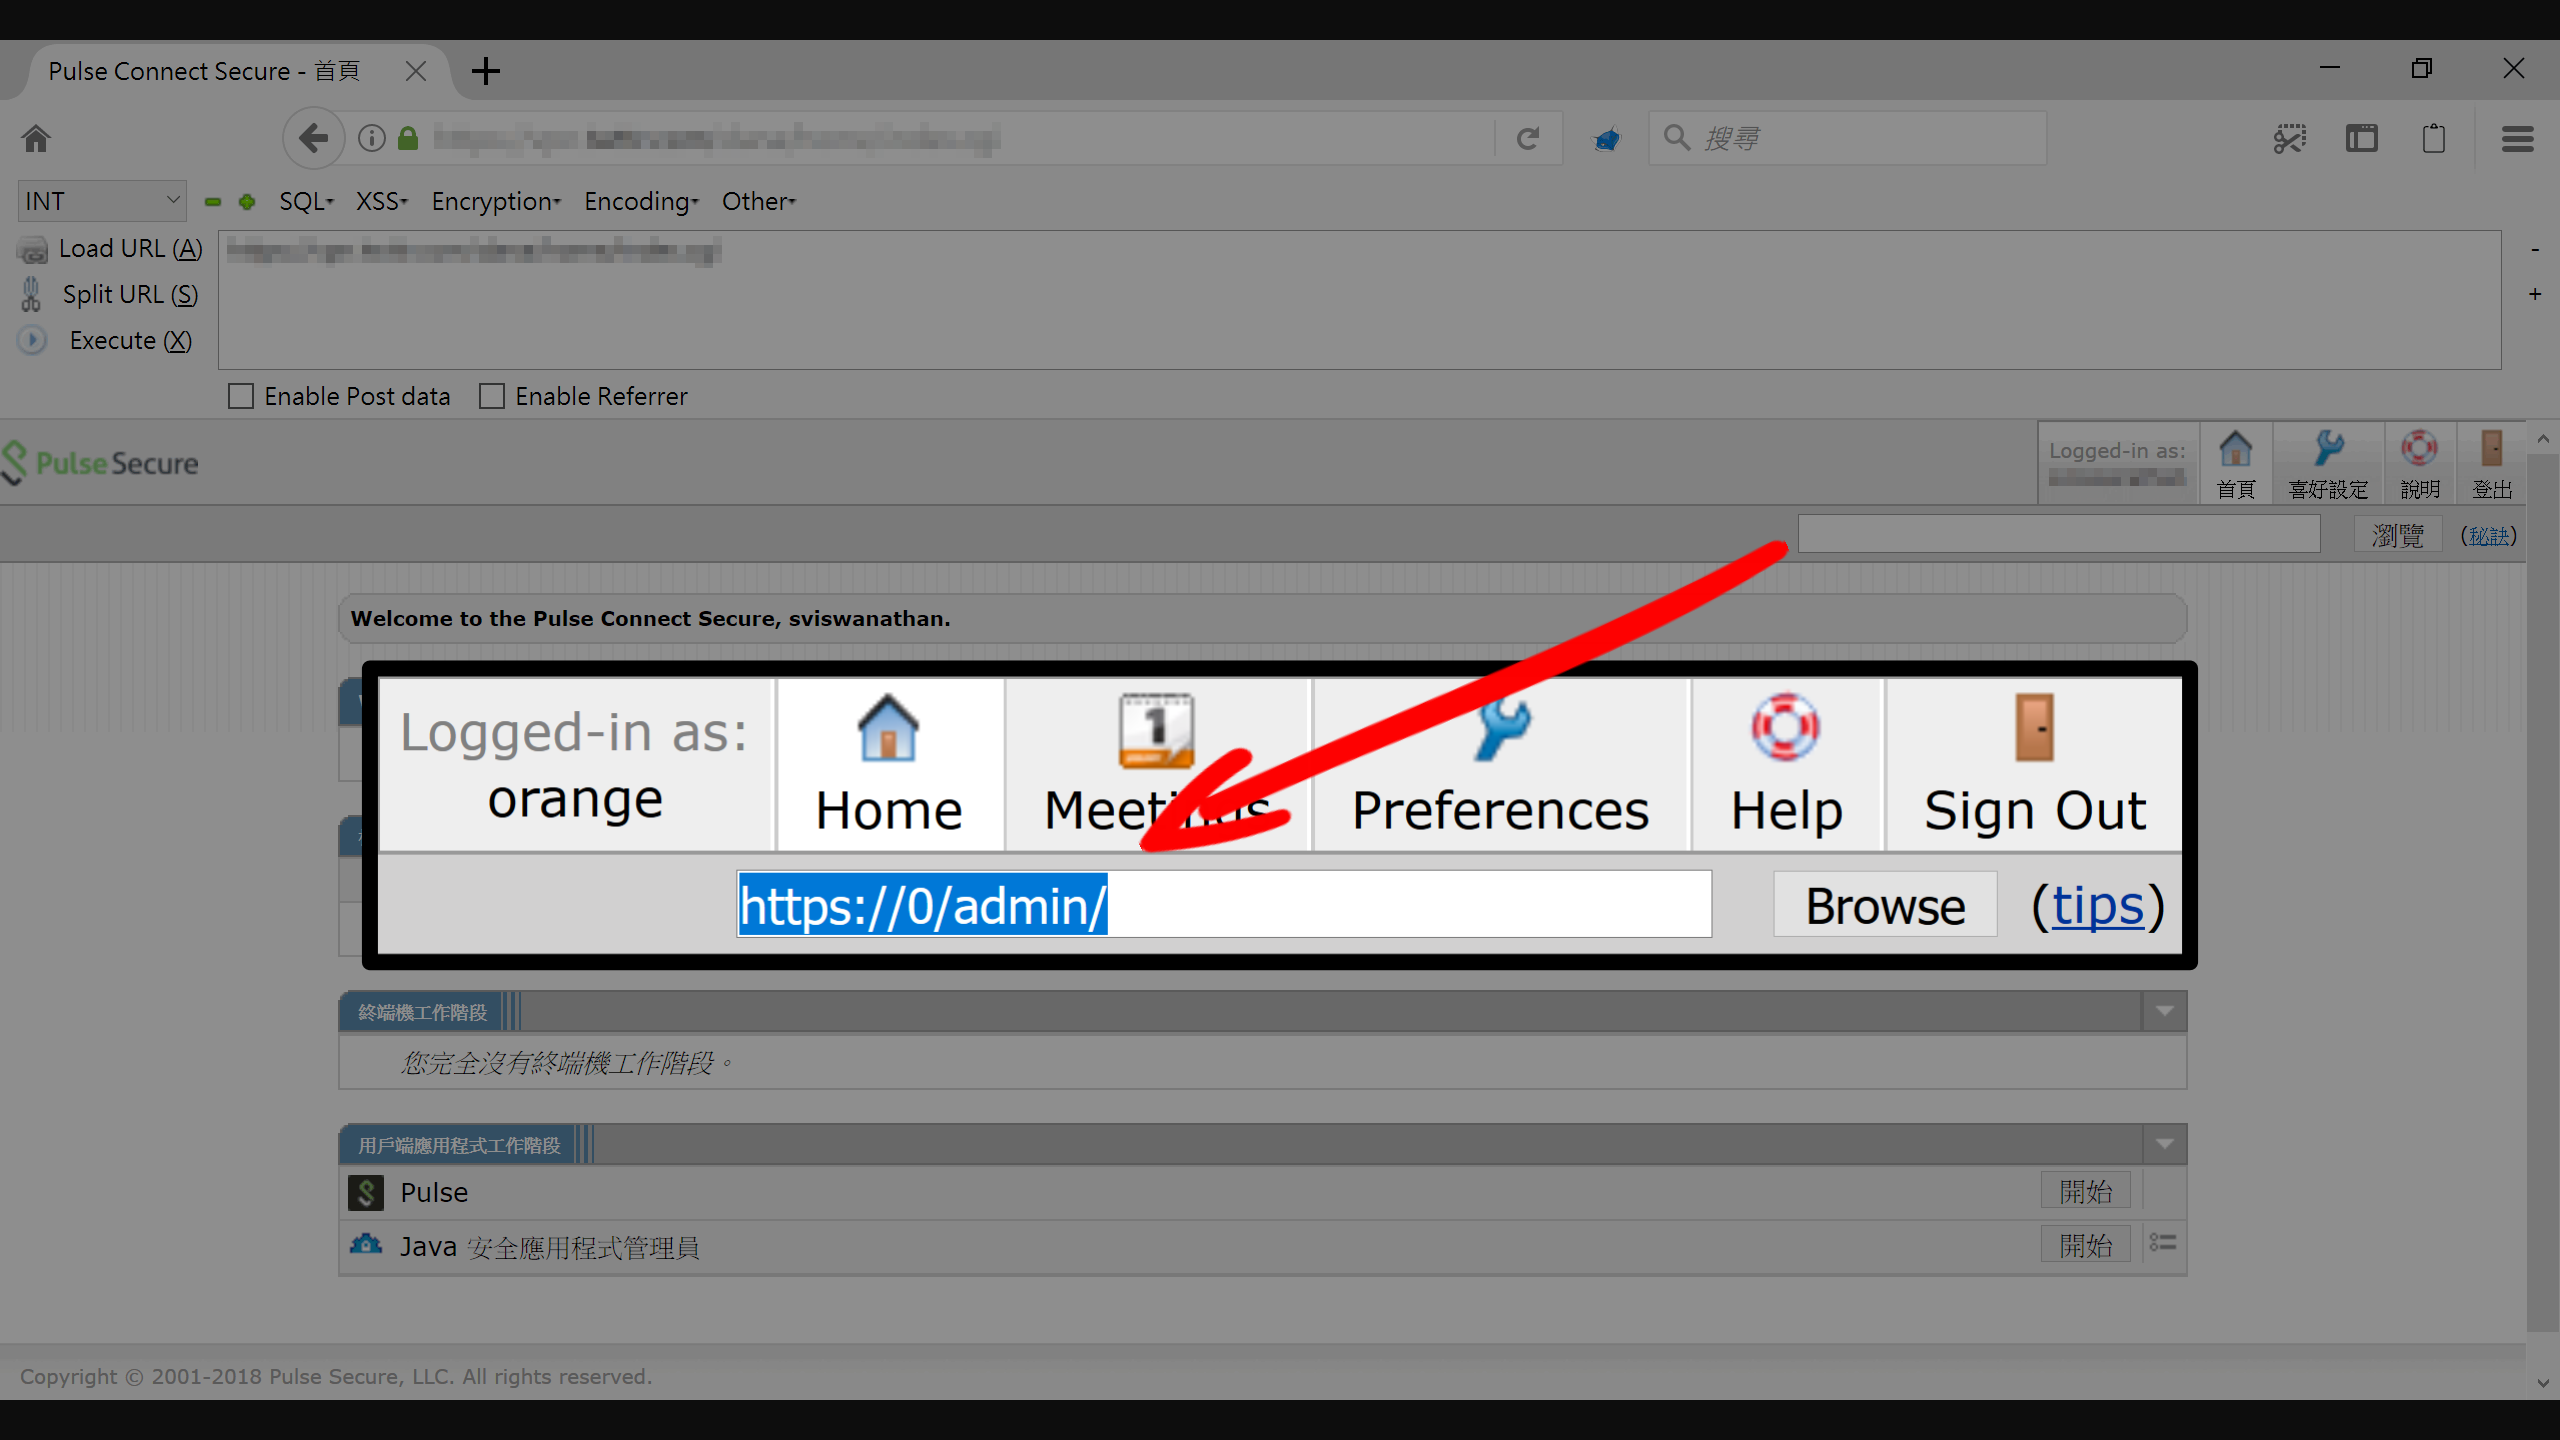 Pulse Connect Secure - 首頁
搜尋
INT
SQL
XSS
Encryption
Encoding
Other
Load URL (A)
Split URL (S)
Execute (X)
-
+
Enable Post data
Enable Referrer
Pulse Secure
Logged-in as:
首頁
喜好設定
說明
登出
瀏覽
(秘訣)
Welcome to the Pulse Connect Secure, sviswanathan.
Logged-in as:
orange
Home
1
Meetings
Preferences
Help
Sign Out
https://0/admin/
Browse
(tips)
終端機工作階段
您完全沒有終端機工作階段。
用戶端應用程式工作階段
Pulse
開始
Java 安全應用程式管理員
開始
Copyright © 2001-2018 Pulse Secure, LLC. All rights reserved.